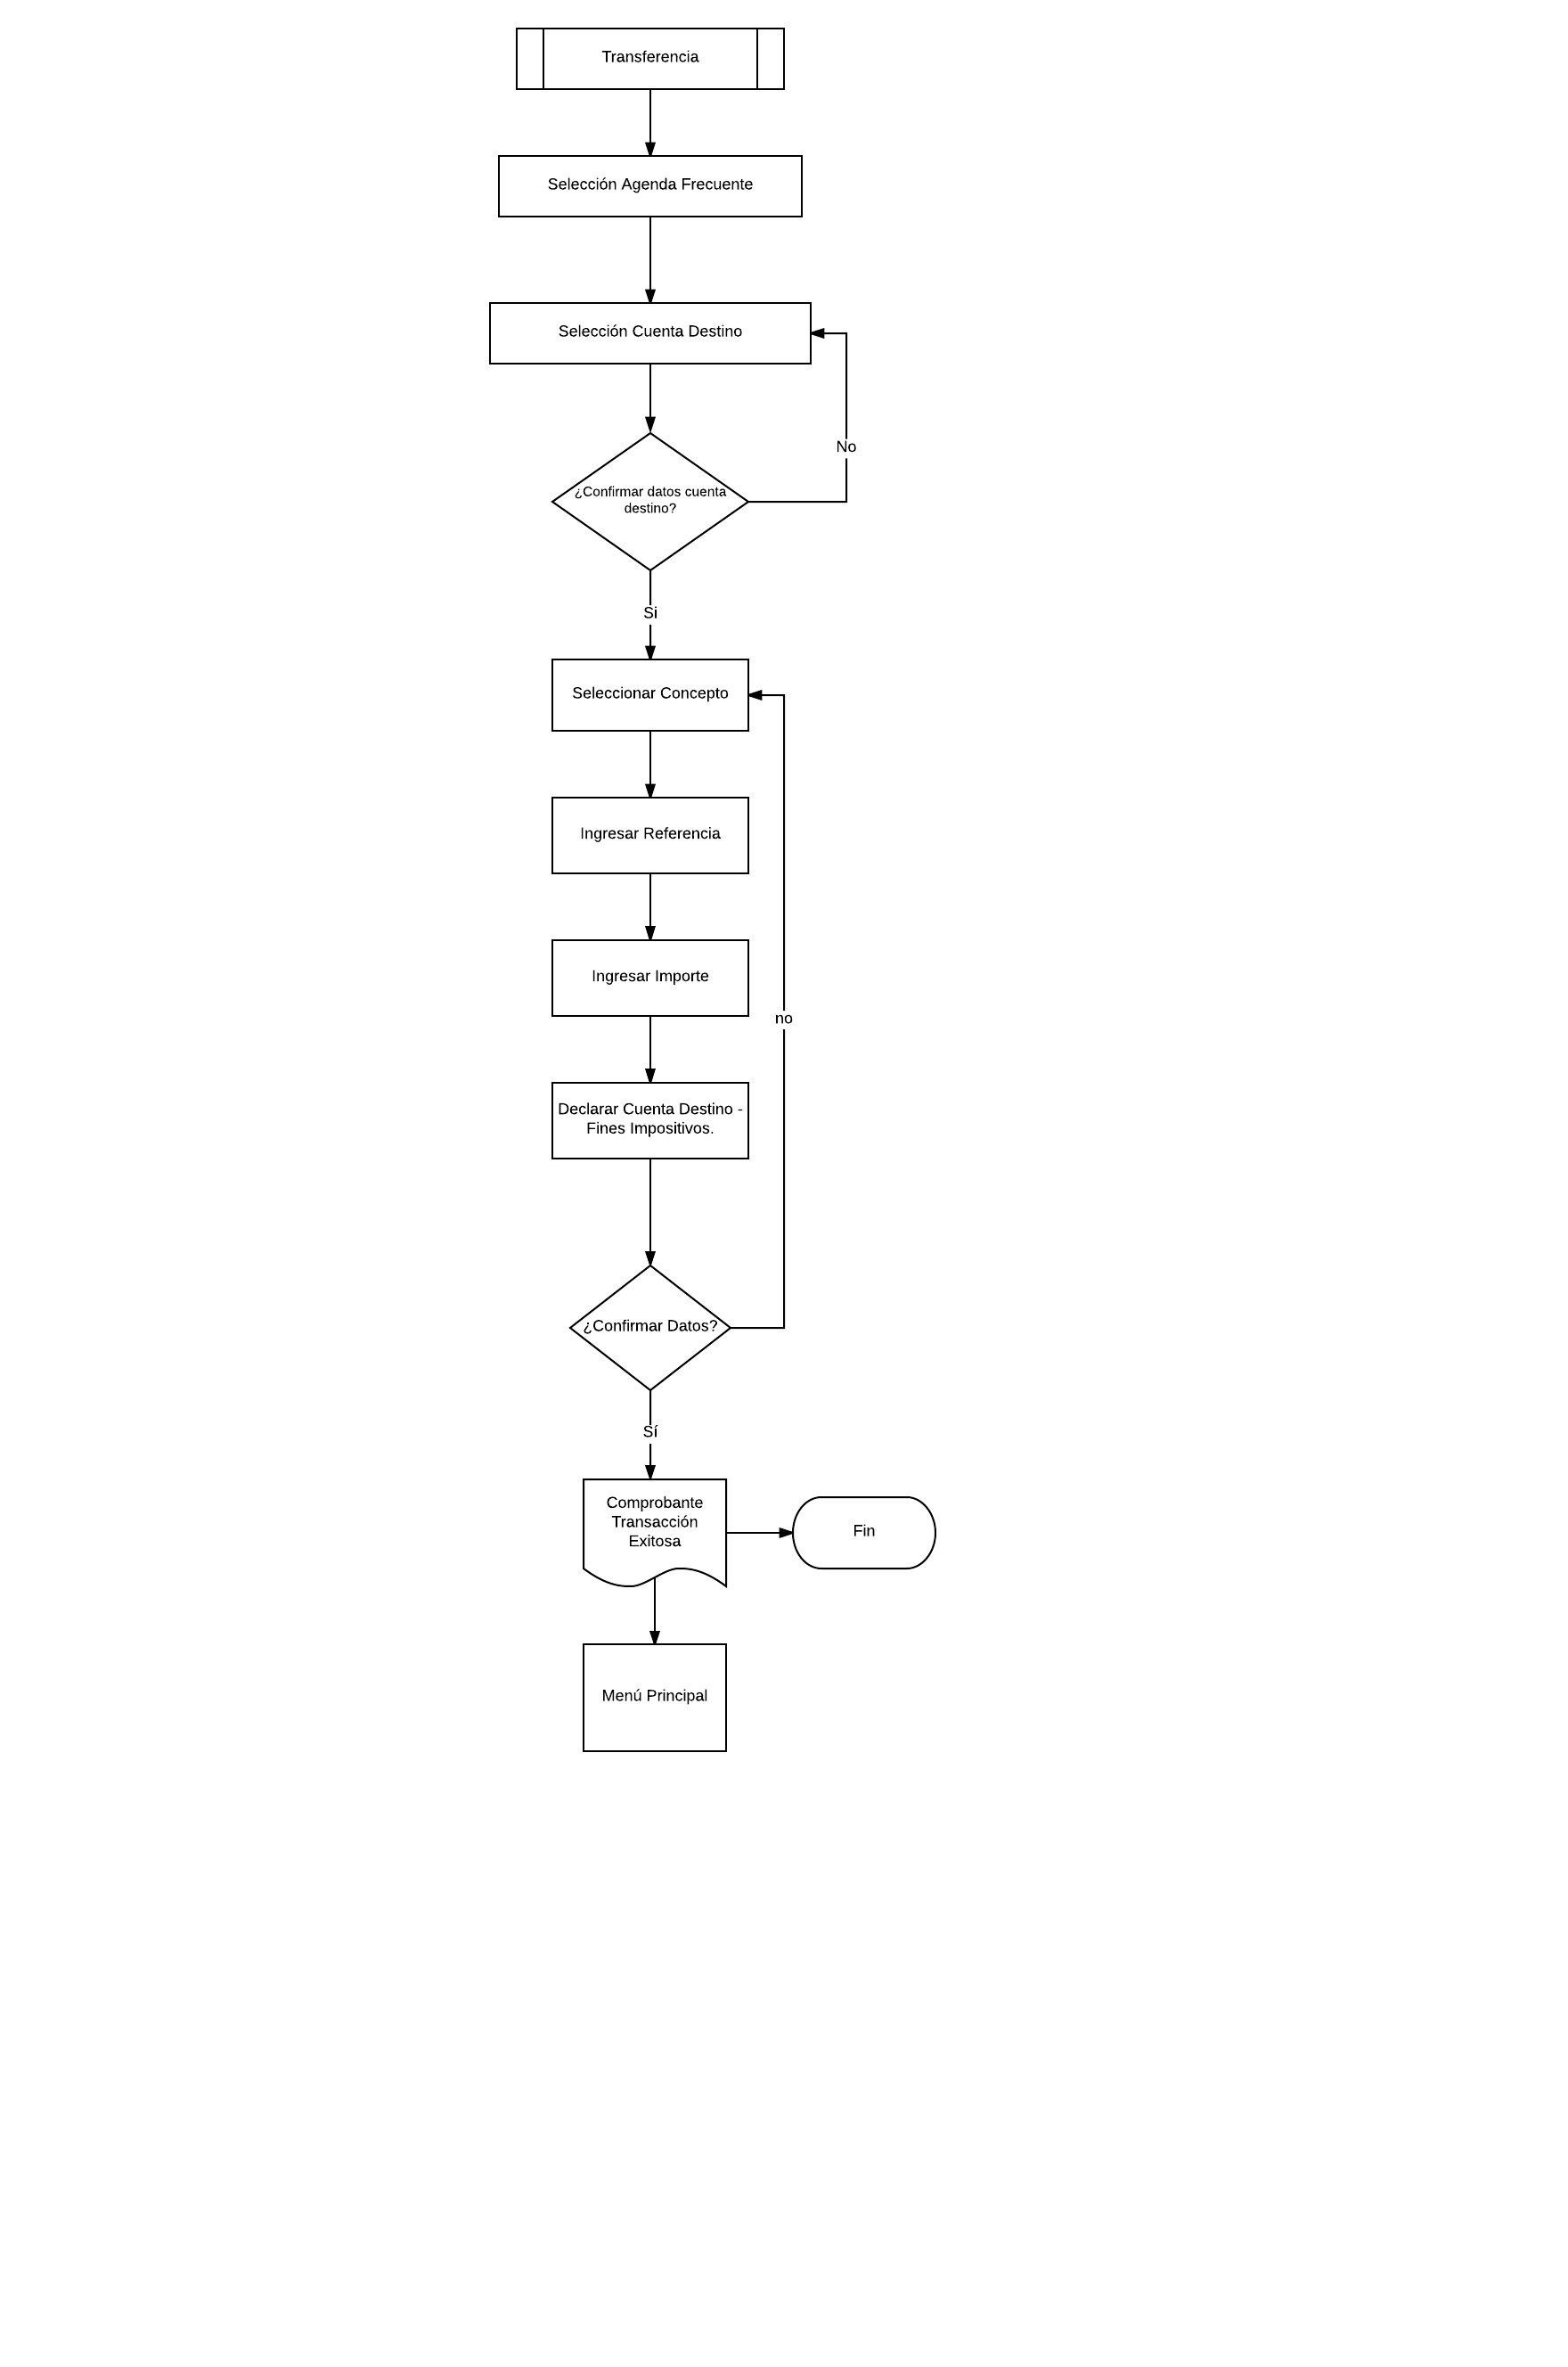 Transferencia
Selección Agenda Frecuente
Selección Cuenta Destino
No
¿Confirmar datos cuenta
destino?
Si
Seleccionar Concepto
Ingresar Referencia
Ingresar Importe
no
Declarar Cuenta Destino -
Fines Impositivos.
¿Confirmar Datos?
Sí
Comprobante
Transacción
Exitosa
Fin
Menú Principal